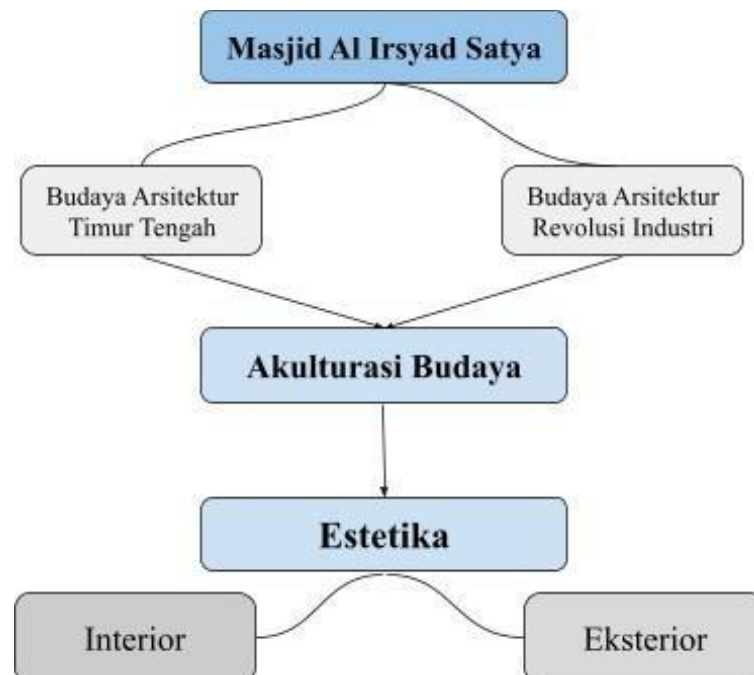 Masjid Al Irsyad Satya
Budaya Arsitektur
Timur Tengah
Budaya Arsitektur
Revolusi Industri
Akulturasi Budaya
Estetika
Interior
Eksterior